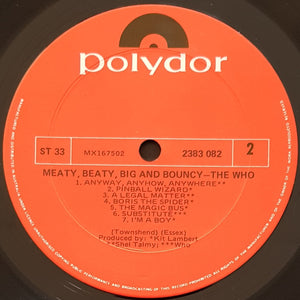 polydor
ST 33
MX167502
2383 082
2
MEATY, BEATY, BIG AND BOUNCY—THE WHO
1. ANYWAY, ANYHOW, ANYWHERE**
2. PINBALL WIZARD*
3. A LEGAL MATTER**
4. BORIS THE SPIDER*
5. THE MAGIC BUS*
6. SUBSTITUTE***
7. I'M A BOY*
(Townshend) (Essex)
Produced by: *Kit Lambert
**Shel Talmy; ***Who